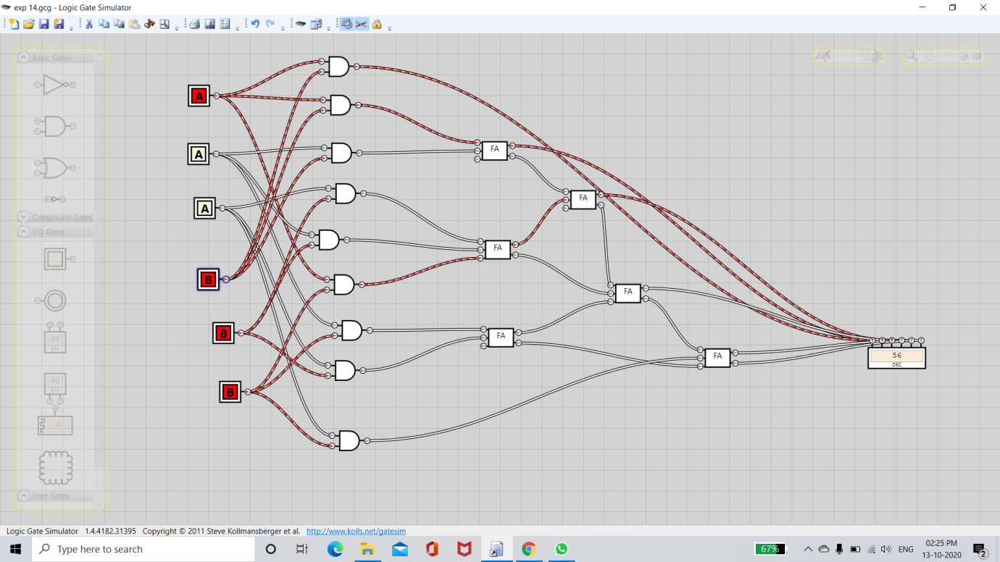 exp 14.gcg - Logic Gate Simulator
Basic Gates
Compound Gates
I/O Gates
00
BIN
00
BIN
0
User Gates
A
A
A
B
B
B
FA
FA
FA
FA
FA
FA
56
DEC
Logic Gate Simulator 1.4.4182.31395 Copyright © 2011 Steve Kollmansberger et al. http://www.kolls.net/gatesim
Type here to search
67%
ENG
02:25 PM
13-10-2020
2